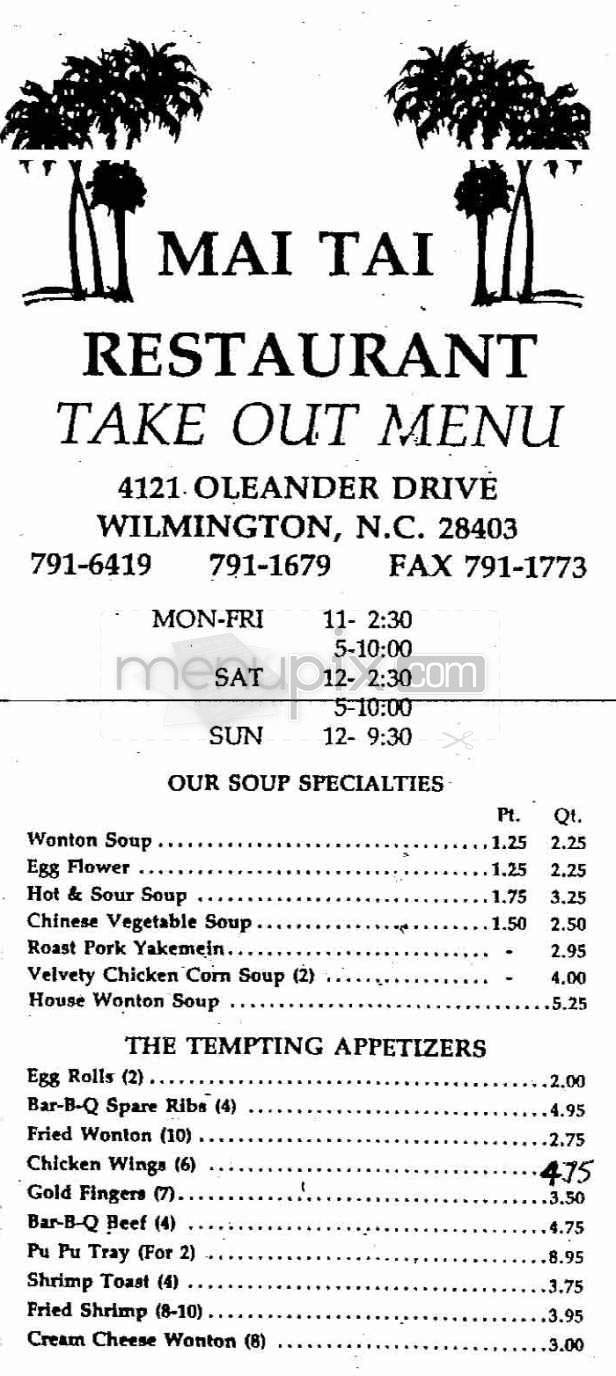 MAI TAI
RESTAURANT
TAKE OUT MENU
4121 OLEANDER DRIVE
WILMINGTON, N.C. 28403
791-6419 791-1679 FAX 791-1773
MON-FRI 11- 2:30
5-10:00
menupix.com
SAT 12- 2:30
5-10:00
SUN 12- 9:30
OUR SOUP SPECIALTIES
Pt. Qt.
Wonton Soup ................................... 1.25 2.25
Egg Flower ..................................... 1.25 2.25
Hot & Sour Soup .............................. 1.75 3.25
Chinese Vegetable Soup ........................ 1.50 2.50
Roast Pork Yakemein ........................... - 2.95
Velvety Chicken Corn Soup (2) ................. - 4.00
House Wonton Soup ................................... 5.25
THE TEMPTING APPETIZERS
Egg Rolls (2) ........................................... 2.00
Bar-B-Q Spare Ribs (4) ................................. 4.95
Fried Wonton (10) ...................................... 2.75
Chicken Wings (6) ..................................... 4.75
Gold Fingers (7) ........................................ 3.50
Bar-B-Q Beef (4) ....................................... 4.75
Pu Pu Tray (For 2) ..................................... 8.95
Shrimp Toast (4) ....................................... 3.75
Fried Shrimp (8-10) ..................................... 3.95
Cream Cheese Wonton (8) .............................. 3.00